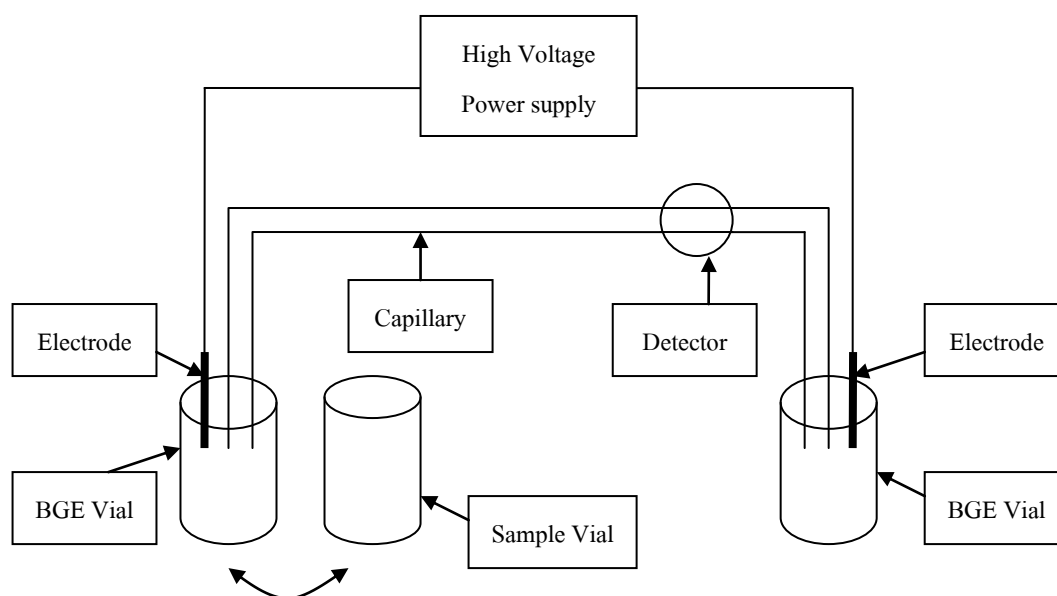 High Voltage
Power supply
Capillary
Detector
Electrode
Electrode
BGE Vial
Sample Vial
BGE Vial